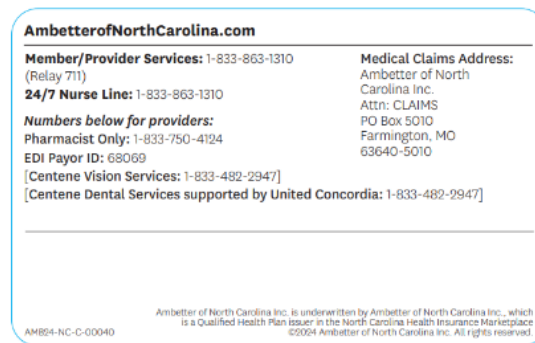 AmbetterofNorthCarolina.com
Member/Provider Services: 1-833-863-1310
(Relay 711)
24/7 Nurse Line: 1-833-863-1310
Numbers below for providers:
Pharmacist Only: 1-833-750-4124
EDI Payor ID: 68069
[Centene Vision Services: 1-833-482-2947]
[Centene Dental Services supported by United Concordia: 1-833-482-2947]
Medical Claims Address:
Ambetter of North
Carolina Inc.
Attn: CLAIMS
PO Box 5010
Farmington, MO
63640-5010
AMB24-NC-C-00040
Ambetter of North Carolina Inc. is underwritten by Ambetter of North Carolina Inc., which
is a Qualified Health Plan issuer in the North Carolina Health Insurance Marketplace
©2024 Ambetter of North Carolina Inc. All rights reserved.